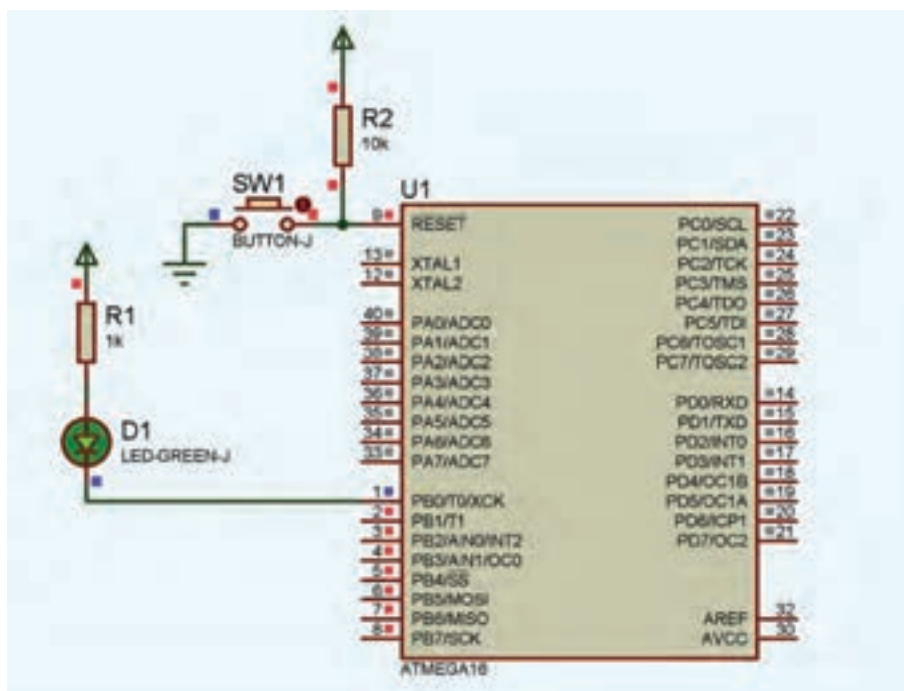 R2
10k
SW1
BUTTON-J
R1
1k
D1
LED-GREEN-J
U1
9 RESET
13 XTAL1
12 XTAL2
40 PA0/ADC0
39 PA1/ADC1
38 PA2/ADC2
37 PA3/ADC3
36 PA4/ADC4
35 PA5/ADC5
34 PA6/ADC6
33 PA7/ADC7
1 PB0/T0/XCK
2 PB1/T1
3 PB2/AIN0/INT2
4 PB3/AIN1/OC0
5 PB4/SS
6 PB5/MOSI
7 PB6/MISO
8 PB7/SCK
PC0/SCL 22
PC1/SDA 23
PC2/TCK 24
PC3/TMS 25
PC4/TDO 26
PC5/TDI 27
PC6/TOSC1 28
PC7/TOSC2 29
PD0/RXD 14
PD1/TXD 15
PD2/INT0 16
PD3/INT1 17
PD4/OC1B 18
PD5/OC1A 19
PD6/ICP1 20
PD7/OC2 21
AREF 32
AVCC 30
ATMEGA16